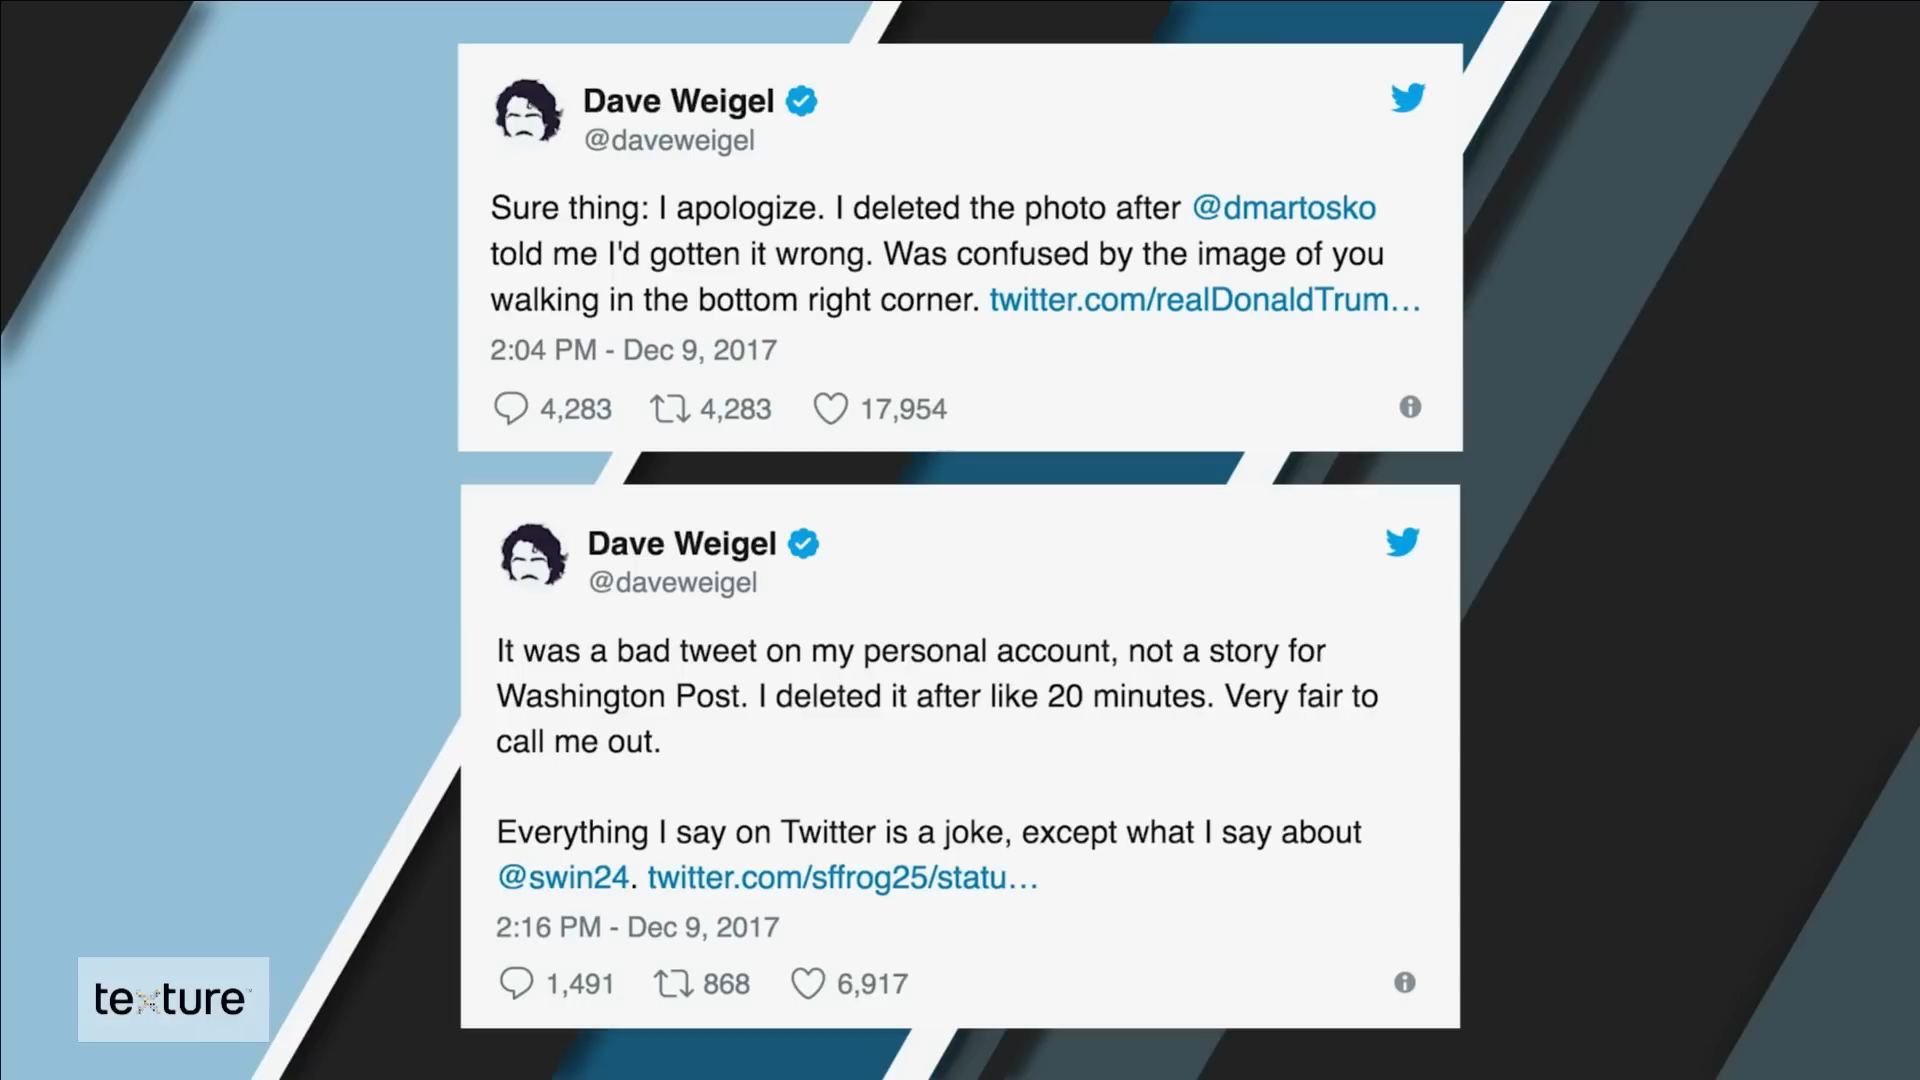 Dave Weigel
@daveweigel
Sure thing: I apologize. I deleted the photo after @dmartosko
told me I'd gotten it wrong. Was confused by the image of you
walking in the bottom right corner. twitter.com/realDonaldTrum…
2:04 PM - Dec 9, 2017
4,283 4,283 17,954
Dave Weigel
@daveweigel
It was a bad tweet on my personal account, not a story for
Washington Post. I deleted it after like 20 minutes. Very fair to
call me out.
Everything I say on Twitter is a joke, except what I say about
@swin24. twitter.com/sffrog25/statu…
2:16 PM - Dec 9, 2017
1,491 868 6,917
texture